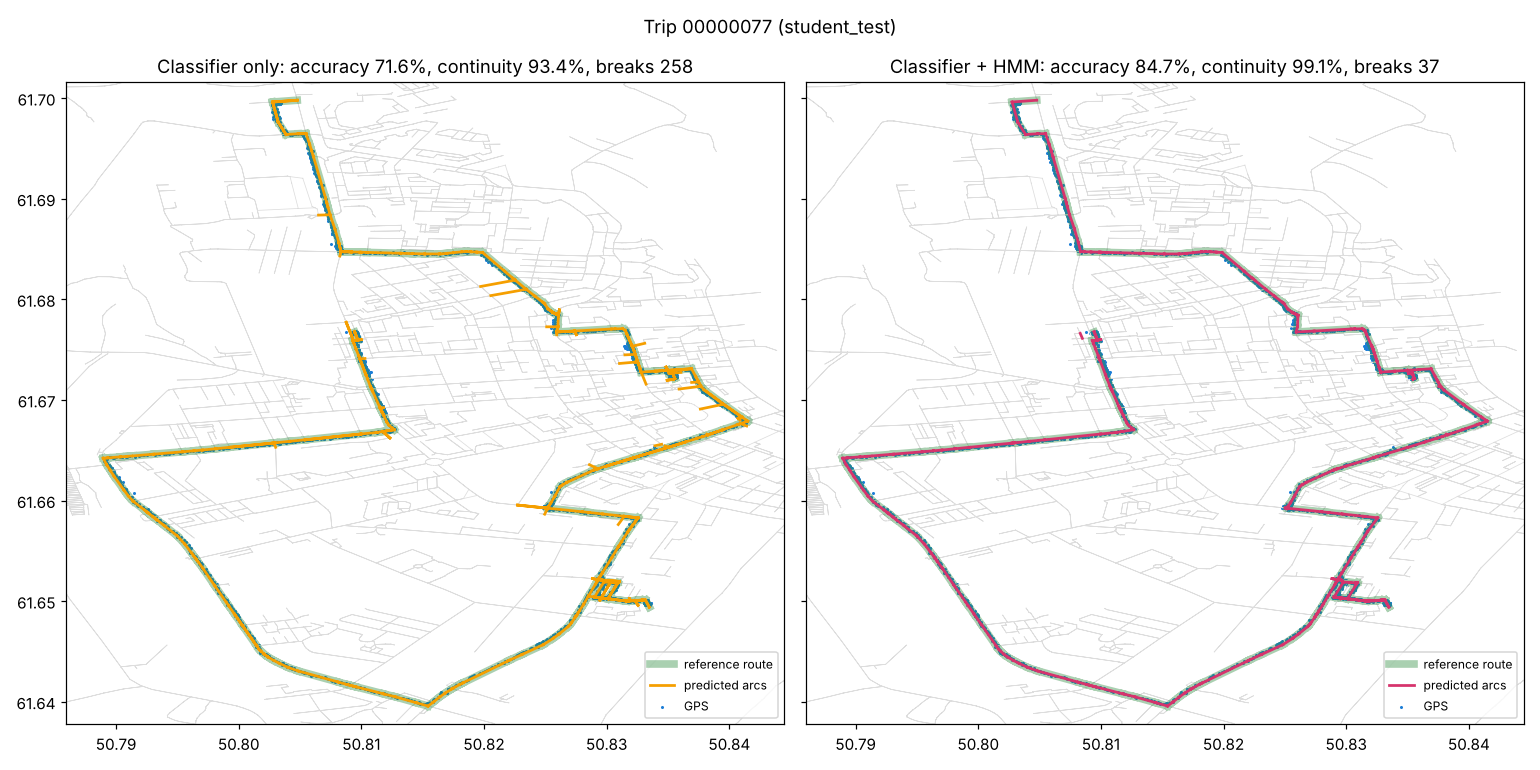 Trip 00000077 (student_test)
Classifier only: accuracy 71.6%, continuity 93.4%, breaks 258
61.70
61.69
61.68
61.67
61.66
61.65
61.64
50.79
50.80
50.81
50.82
50.83
50.84
reference route
predicted arcs
GPS
Classifier + HMM: accuracy 84.7%, continuity 99.1%, breaks 37
50.79
50.80
50.81
50.82
50.83
50.84
reference route
predicted arcs
GPS